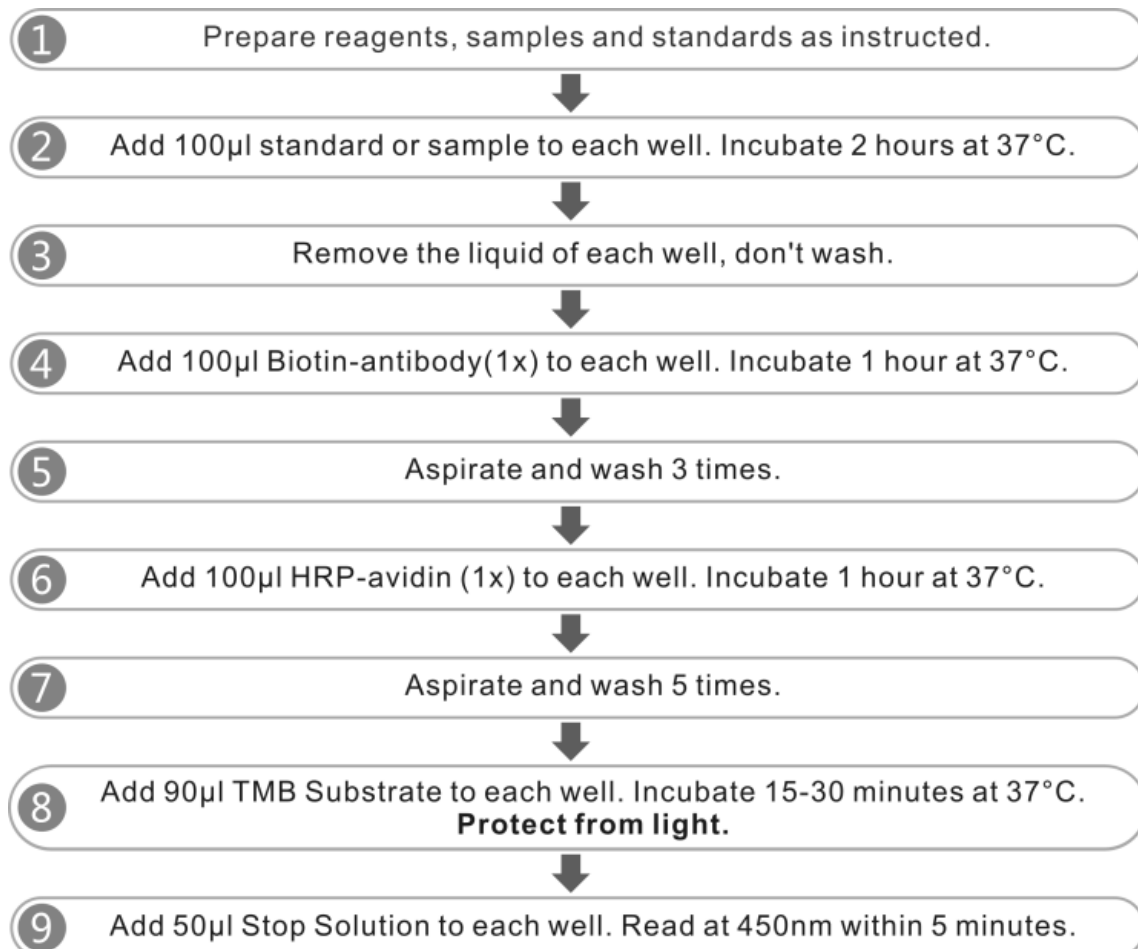 1 Prepare reagents, samples and standards as instructed.
2 Add 100µl standard or sample to each well. Incubate 2 hours at 37°C.
3 Remove the liquid of each well, don't wash.
4 Add 100µl Biotin-antibody(1x) to each well. Incubate 1 hour at 37°C.
5 Aspirate and wash 3 times.
6 Add 100µl HRP-avidin (1x) to each well. Incubate 1 hour at 37°C.
7 Aspirate and wash 5 times.
8 Add 90µl TMB Substrate to each well. Incubate 15-30 minutes at 37°C.
Protect from light.
9 Add 50µl Stop Solution to each well. Read at 450nm within 5 minutes.